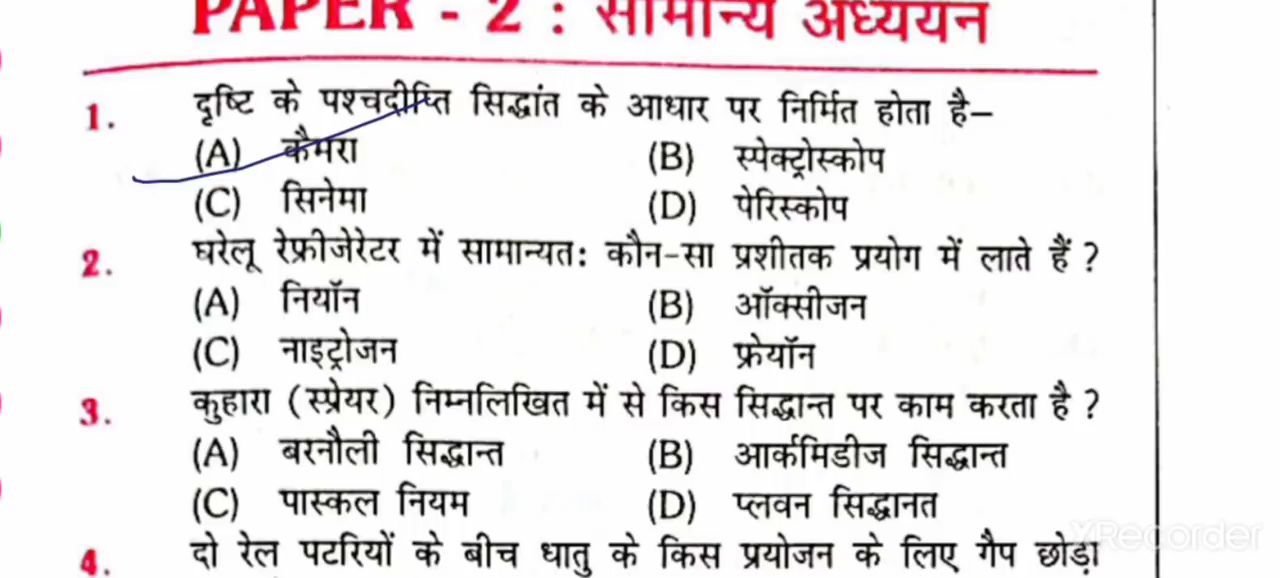 PAPER - 2 : सामान्य अध्ययन
1. दृष्टि के पश्चदीप्ति सिद्धांत के आधार पर निर्मित होता है–
(A) कैमरा (B) स्पेक्ट्रोस्कोप
(C) सिनेमा (D) पेरिस्कोप
2. घरेलू रेफ्रीजेरेटर में सामान्यतः कौन-सा प्रशीतक प्रयोग में लाते हैं ?
(A) नियॉन (B) ऑक्सीजन
(C) नाइट्रोजन (D) फ्रेयॉन
3. कुहारा (स्प्रेयर) निम्नलिखित में से किस सिद्धान्त पर काम करता है ?
(A) बरनौली सिद्धान्त (B) आर्कमिडीज सिद्धान्त
(C) पास्कल नियम (D) प्लवन सिद्धानत
XRecorder
4. दो रेल पटरियों के बीच धातु के किस प्रयोजन के लिए गैप छोड़ा